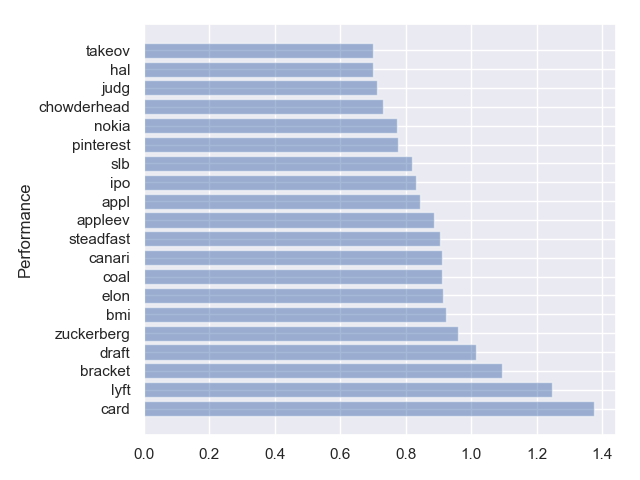 takeov
hal
judg
chowderhead
nokia
pinterest
slb
ipo
appl
appleev
steadfast
canari
coal
elon
bmi
zuckerberg
draft
bracket
lyft
card
Performance
0.0 0.2 0.4 0.6 0.8 1.0 1.2 1.4